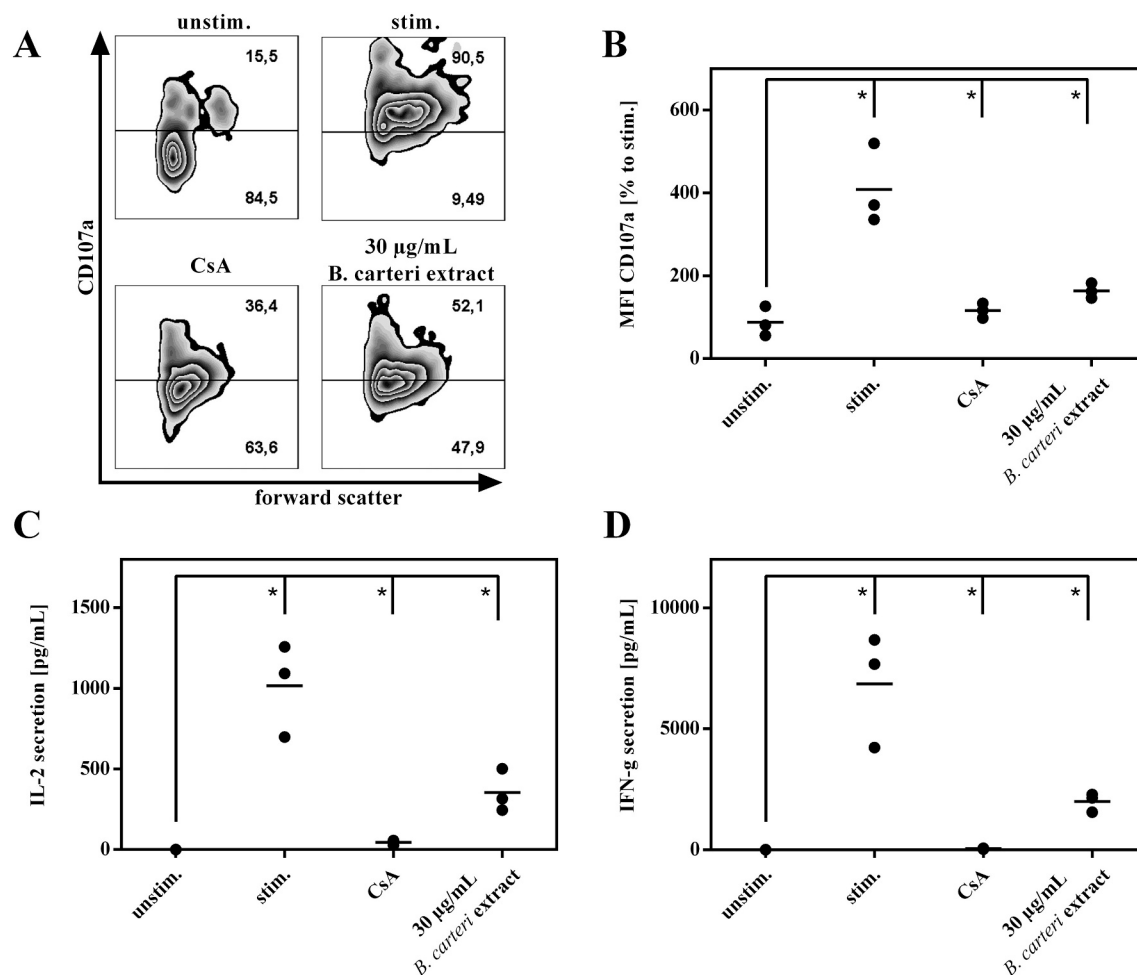 A
unstim.
stim.
15,5
84,5
90,5
9,49
CsA
30 µg/mL
B. carteri extract
36,4
63,6
52,1
47,9
CD107a
forward scatter
B
MFI CD107a [% to stim.]
600
400
200
0
* * *
unstim.
stim.
CsA
30 µg/mL
B. carteri extract
C
IL-2 secretion [pg/mL]
1500
1000
500
0
* * *
unstim.
stim.
CsA
30 µg/mL
B. carteri extract
D
IFN-g secretion [pg/mL]
10000
5000
0
* * *
unstim.
stim.
CsA
30 µg/mL
B. carteri extract